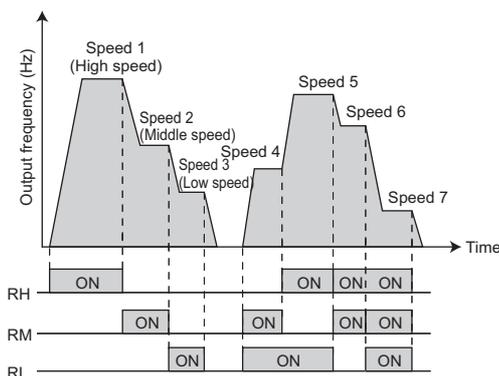 Output frequency (Hz)
Speed 1
(High speed)
Speed 2
(Middle speed)
Speed 3
(Low speed)
Speed 4
Speed 5
Speed 6
Speed 7
Time
RH
ON
ON
ON
ON
RM
ON
ON
ON
ON
RL
ON
ON
ON